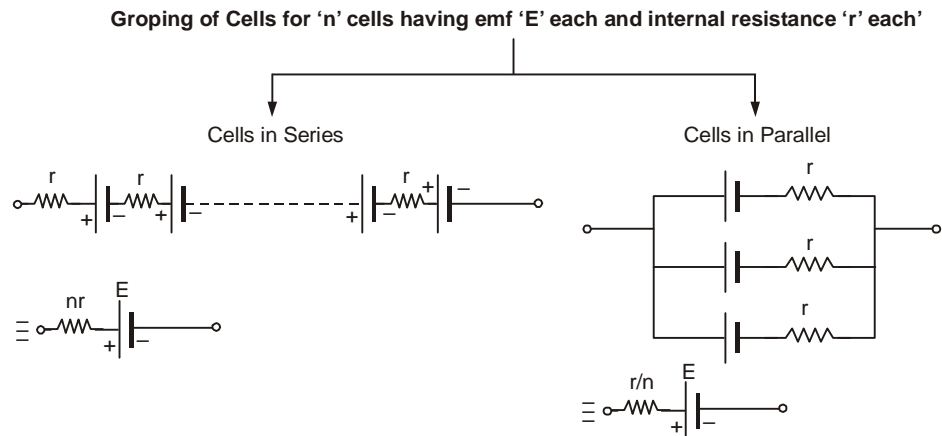 Groping of Cells for ‘n’ cells having emf ‘E’ each and internal resistance ‘r’ each’
Cells in Series
Cells in Parallel
r r r + –
+ – + – + –
r
r
r
nr E
+ –
r/n E
+ –